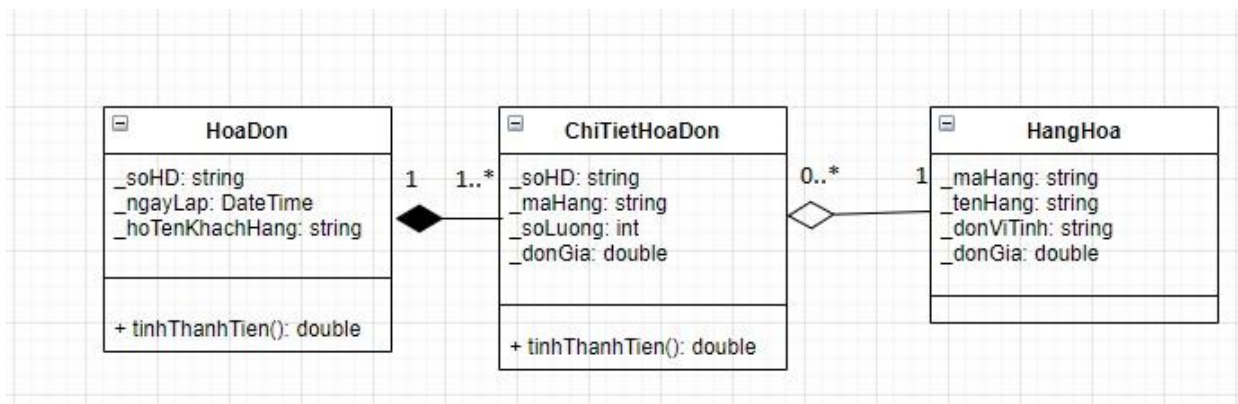 HoaDon
_soHD: string
_ngayLap: DateTime
_hoTenKhachHang: string
+ tinhThanhTien(): double
1
1..*
ChiTietHoaDon
_soHD: string
_maHang: string
_soLuong: int
_donGia: double
+ tinhThanhTien(): double
0..*
1
HangHoa
_maHang: string
_tenHang: string
_donViTinh: string
_donGia: double